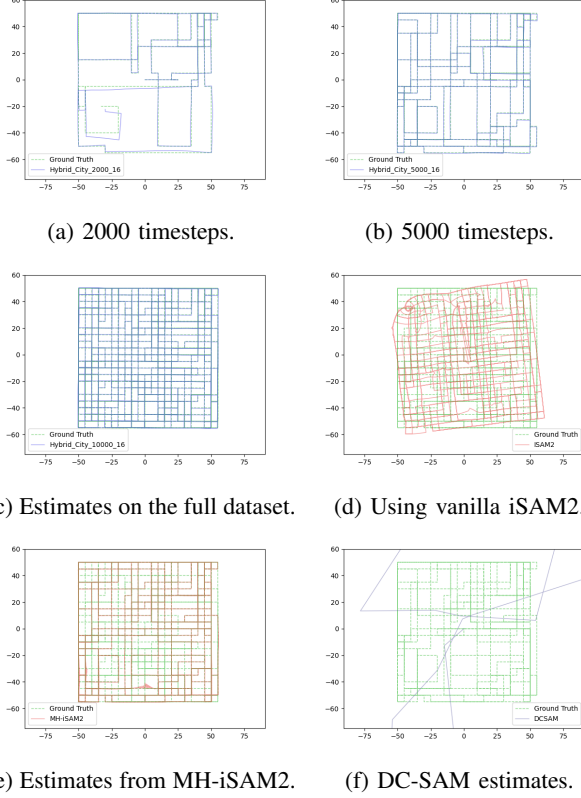 60
40
20
0
−20
−40
−60
−75 −50 −25 0 25 50 75
Ground Truth
Hybrid_City_2000_16
60
40
20
0
−20
−40
−60
−75 −50 −25 0 25 50 75
Ground Truth
Hybrid_City_5000_16
(a) 2000 timesteps.
(b) 5000 timesteps.
60
40
20
0
−20
−40
−60
−75 −50 −25 0 25 50 75
Ground Truth
Hybrid_City_10000_16
60
40
20
0
−20
−40
−60
−75 −50 −25 0 25 50 75
Ground Truth
ISAM2
c) Estimates on the full dataset.
(d) Using vanilla iSAM2.
60
40
20
0
−20
−40
−60
−75 −50 −25 0 25 50 75
Ground Truth
MH-iSAM2
60
40
20
0
−20
−40
−60
−75 −50 −25 0 25 50 75
Ground Truth
DCSAM
e) Estimates from MH-iSAM2.
(f) DC-SAM estimates.